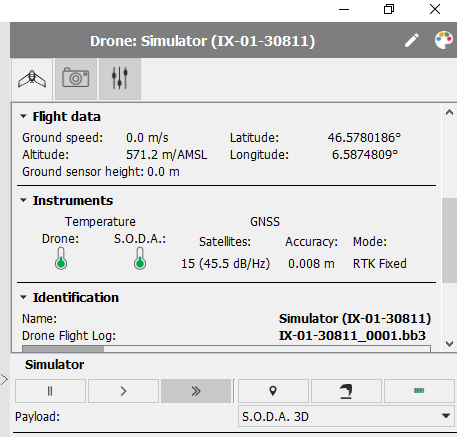 Drone: Simulator (IX-01-30811)
Flight data
Ground speed: 0.0 m/s Latitude: 46.5780186°
Altitude: 571.2 m/AMSL Longitude: 6.5874809°
Ground sensor height: 0.0 m
Instruments
Temperature GNSS
Drone: S.O.D.A.: Satellites: Accuracy: Mode:
15 (45.5 dB/Hz) 0.008 m RTK Fixed
Identification
Name: Simulator (IX-01-30811)
Drone Flight Log: IX-01-30811_0001.bb3
Simulator
Payload: S.O.D.A. 3D